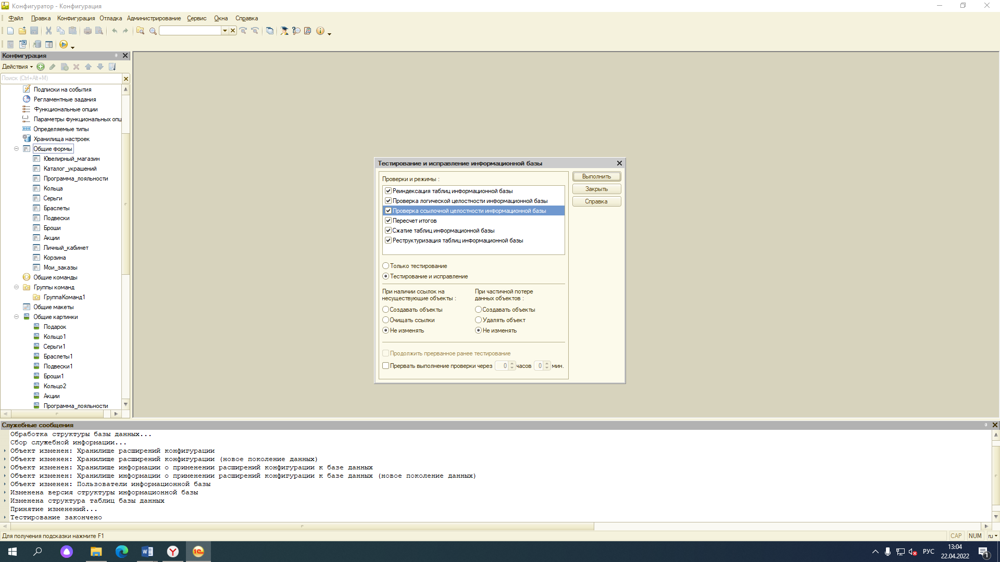 Конфигуратор - Конфигурация
Файл Правка Конфигурация Отладка Администрирование Сервис Окна Справка
Конфигурация
Действия
Поиск (Ctrl+Alt+M)
Подписки на события
Регламентные задания
Функциональные опции
Параметры функциональных опц
Определяемые типы
Хранилища настроек
Общие формы
Ювелирный_магазин
Каталог_украшений
Программа_лояльности
Кольца
Серьги
Браслеты
Подвески
Броши
Акции
Личный_кабинет
Корзина
Мои_заказы
Общие команды
Группы команд
ГруппаКоманд1
Общие макеты
Общие картинки
Подарок
Кольцо1
Серьги1
Браслеты1
Подвески1
Броши1
Кольцо2
Акции
Программа_лояльности
Тестирование и исправление информационной базы
Проверки и режимы :
Реиндексация таблиц информационной базы
Проверка логической целостности информационной базы
Проверка ссылочной целостности информационной базы
Пересчет итогов
Сжатие таблиц информационной базы
Реструктуризация таблиц информационной базы
Выполнить
Закрыть
Справка
Только тестирование
Тестирование и исправление
При наличии ссылок на
несуществующие объекты :
Создавать объекты
Очищать ссылки
Не изменять
При частичной потере
данных объектов :
Создавать объекты
Удалять объект
Не изменять
Продолжить прерванное ранее тестирование
Прервать выполнение проверки через 0 часов 0 мин.
Служебные сообщения
Обработка структуры базы данных...
Сбор служебной информации...
Объект изменен: Хранилище расширений конфигурации
Объект изменен: Хранилище расширений конфигурации (новое поколение данных)
Объект изменен: Хранилище информации о применении расширений конфигурации к базе данных
Объект изменен: Хранилище информации о применении расширений конфигурации к базе данных (новое поколение данных)
Объект изменен: Пользователи информационной базы
Изменена версия структуры информационной базы
Изменена структура таблиц базы данных
Принятие изменений...
Тестирование закончено
Для получения подсказки нажмите F1
CAP NUM ru
РУС
13:04
22.04.2022
1